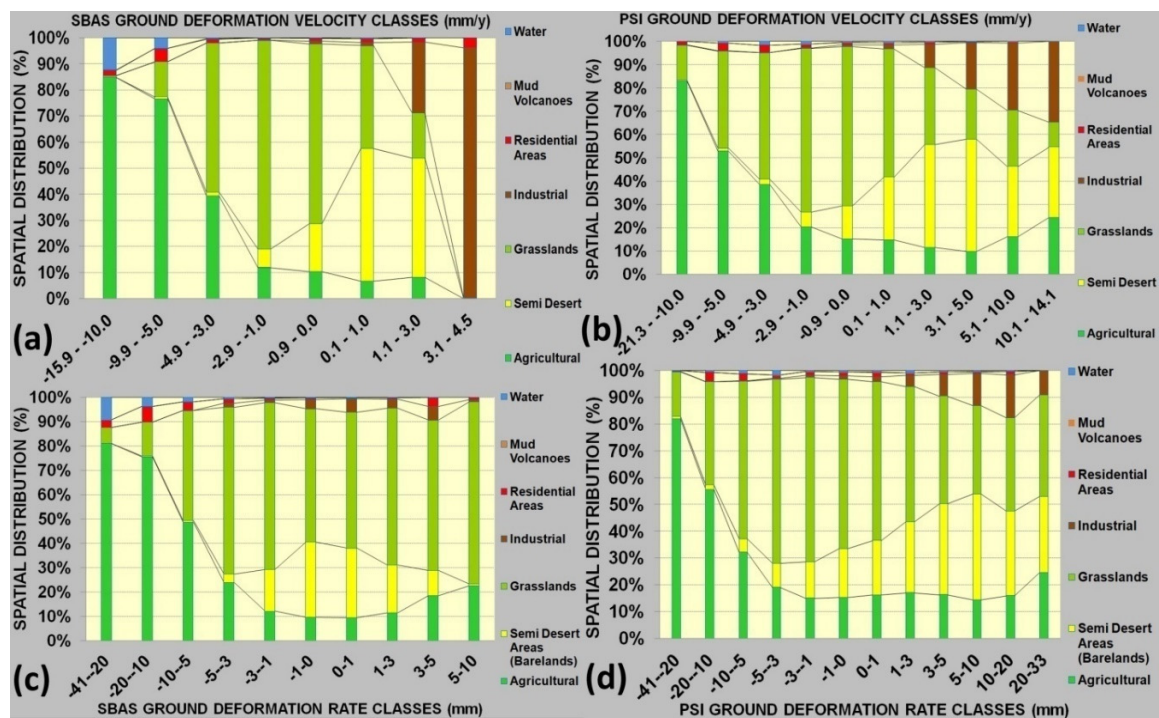 SBAS GROUND DEFORMATION VELOCITY CLASSES (mm/y)
SPATIAL DISTRIBUTION (%)
100%
90%
80%
70%
60%
50%
40%
30%
20%
10%
0%
-15.9 - -10.0
-9.9 - -5.0
-4.9 - -3.0
-2.9 - -1.0
-0.9 - 0.0
0.1 - 1.0
1.1 - 3.0
3.1 - 4.5
(a)
Water
Mud
Volcanoes
Residential
Areas
Industrial
Grasslands
Semi Desert
Agricultural
PSI GROUND DEFORMATION VELOCITY CLASSES (mm/y)
SPATIAL DISTRIBUTION (%)
100%
90%
80%
70%
60%
50%
40%
30%
20%
10%
0%
-21.3 - -10.0
-9.9 - -5.0
-4.9 - -3.0
-2.9 - -1.0
-0.9 - 0.0
0.1 - 1.0
1.1 - 3.0
3.1 - 5.0
5.1 - 10.0
10.1 - 14.1
(b)
Water
Mud
Volcanoes
Residential
Areas
Industrial
Grasslands
Semi Desert
Agricultural
SPATIAL DISTRIBUTION (%)
100%
90%
80%
70%
60%
50%
40%
30%
20%
10%
0%
-41--20
-20--10
-10--5
-5--3
-3--1
-1-0
0-1
1-3
3-5
5-10
(c)
SBAS GROUND DEFORMATION RATE CLASSES (mm)
Water
Mud
Volcanoes
Residential
Areas
Industrial
Grasslands
Semi Desert
Areas
(Barelands)
Agricultural
SPATIAL DISTRIBUTION (%)
100%
90%
80%
70%
60%
50%
40%
30%
20%
10%
0%
-41--20
-20--10
-10--5
-5--3
-3--1
-1-0
0-1
1-3
3-5
5-10
10-20
20-33
(d)
PSI GROUND DEFORMATION RATE CLASSES (mm)
Water
Mud
Volcanoes
Residential
Areas
Industrial
Grasslands
Semi Desert
Areas
(Barelands)
Agricultural